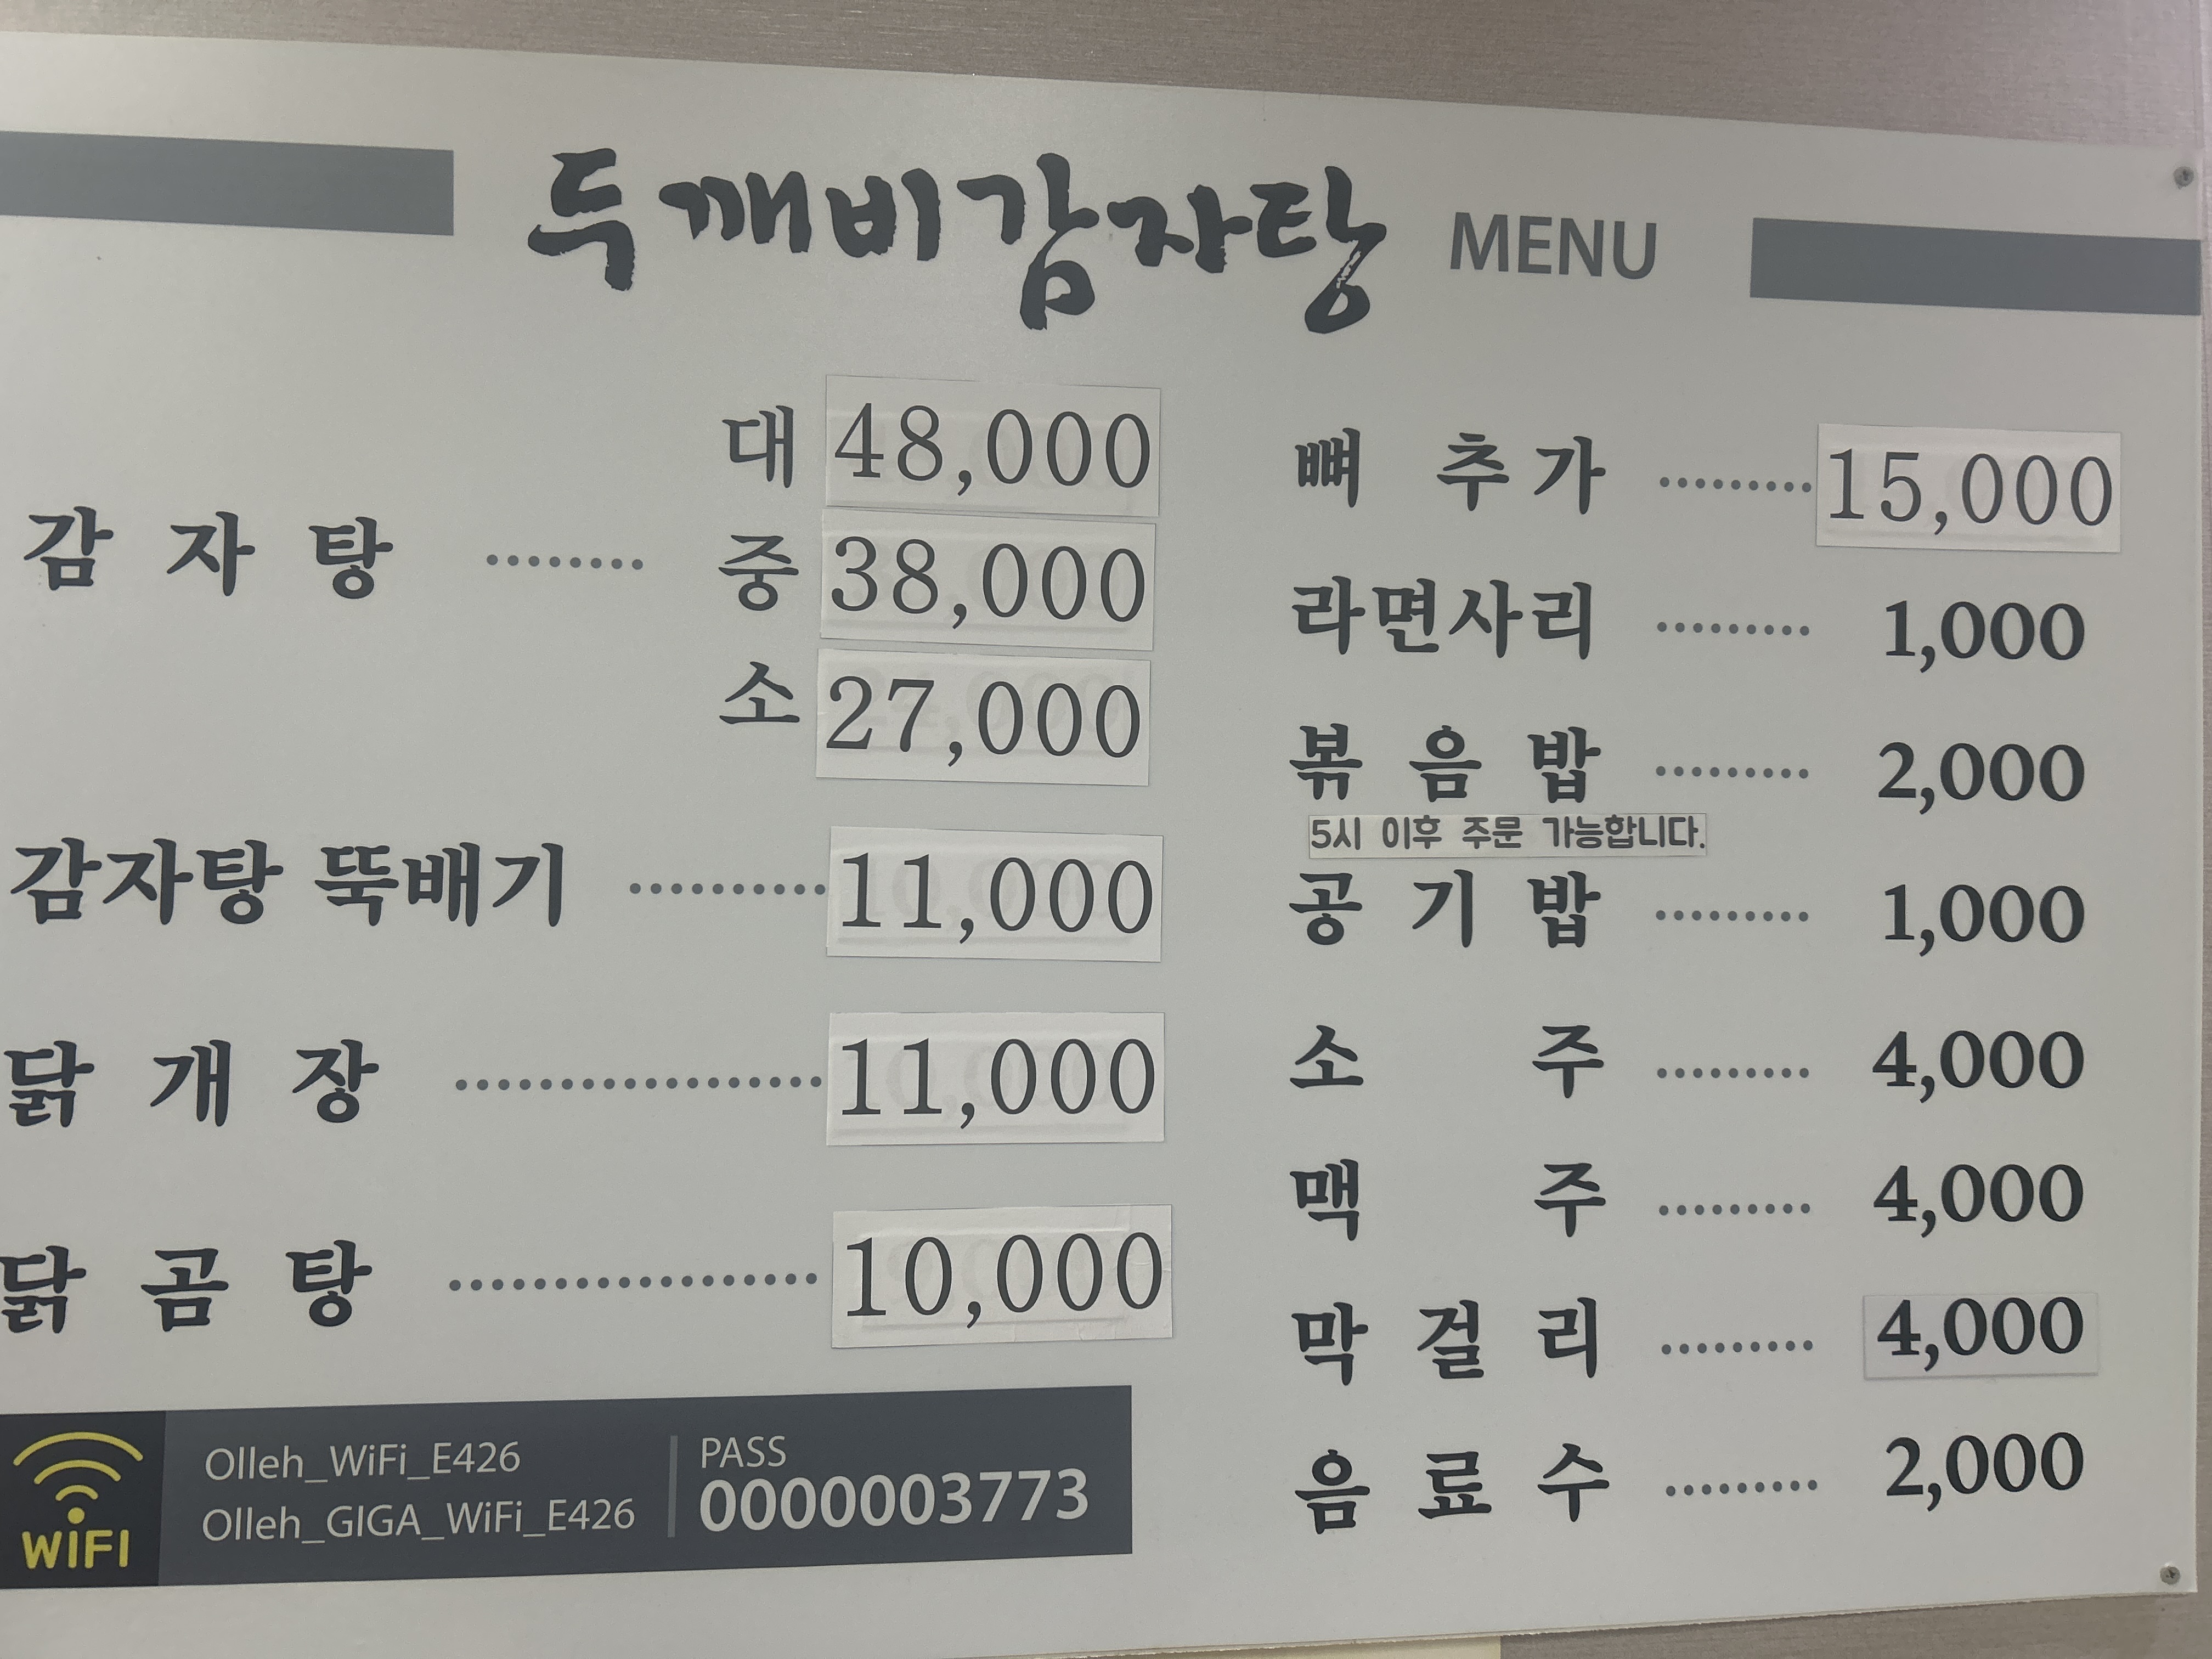 두깨비감자탕 MENU
감자탕 ········ 대 48,000
중 38,000
소 27,000
감자탕 뚝배기 ·········· 11,000
닭개장 ·················· 11,000
닭곰탕 ·················· 10,000
WiFi
Olleh_WiFi_E426
Olleh_GIGA_WiFi_E426
PASS
0000003773
뼈 추가 ········· 15,000
라면사리 ········· 1,000
볶음밥 ········· 2,000
5시 이후 주문 가능합니다.
공기밥 ········· 1,000
소주 ········· 4,000
맥주 ········· 4,000
막걸리 ········· 4,000
음료수 ········· 2,000